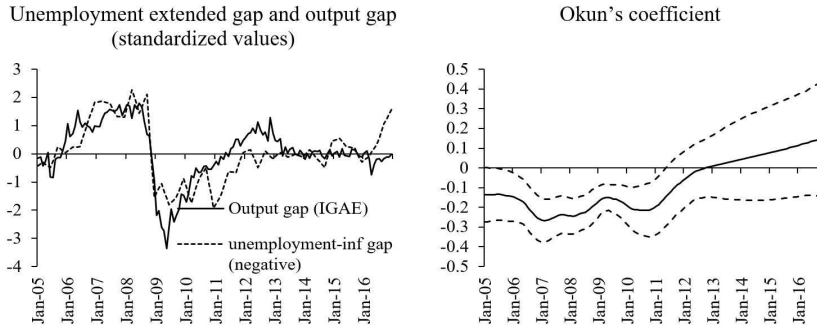 Unemployment extended gap and output gap
(standardized values)
3
2
1
0
-1
-2
-3
-4
Output gap (IGAE)
unemployment-inf gap
(negative)
Jan-05
Jan-06
Jan-07
Jan-08
Jan-09
Jan-10
Jan-11
Jan-12
Jan-13
Jan-14
Jan-15
Jan-16
Okun's coefficient
0.5
0.4
0.3
0.2
0.1
0
-0.1
-0.2
-0.3
-0.4
-0.5
Jan-05
Jan-06
Jan-07
Jan-08
Jan-09
Jan-10
Jan-11
Jan-12
Jan-13
Jan-14
Jan-15
Jan-16